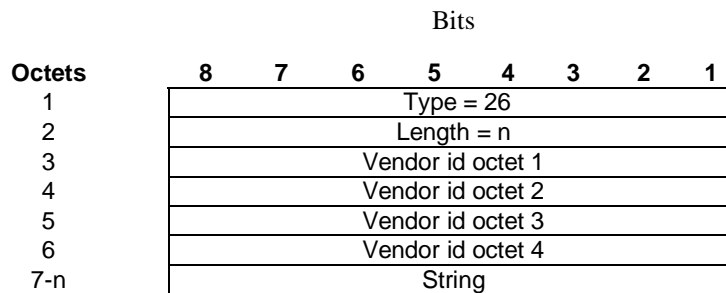 Bits
Octets 8 7 6 5 4 3 2 1
1 Type = 26
2 Length = n
3 Vendor id octet 1
4 Vendor id octet 2
5 Vendor id octet 3
6 Vendor id octet 4
7-n String